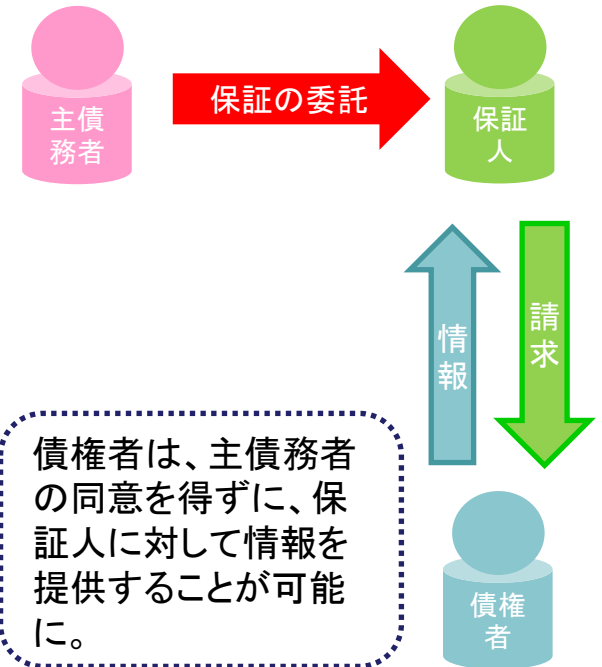 主債
務者
保証の委託
保証
人
情
報
請
求
債権者は、主債務者
の同意を得ずに、保
証人に対して情報を
提供することが可能
に。
債権
者